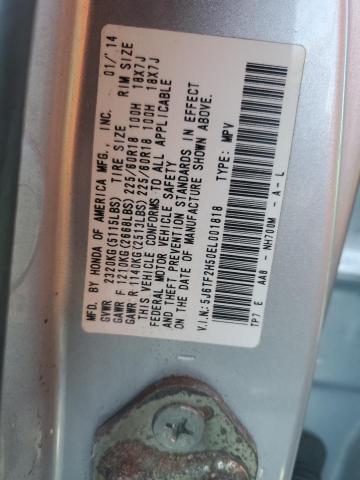 MFD. BY HONDA OF AMERICA MFG., INC. 01/'14
GVWR 2320KG(5115LBS) TIRE SIZE RIM SIZE
GAWR F 1210KG(2668LBS) 225/60R18 100H 18X7J
GAWR R 1140KG(2513LBS) 225/60R18 100H 18X7J
THIS VEHICLE CONFORMS TO ALL APPLICABLE
FEDERAL MOTOR VEHICLE SAFETY
AND THEFT PREVENTION STANDARDS IN EFFECT
ON THE DATE OF MANUFACTURE SHOWN ABOVE.
V.I.N.: 5J6TF2H50EL001818 TYPE: MPV
TP7 E AA8 - NH700M - A - L